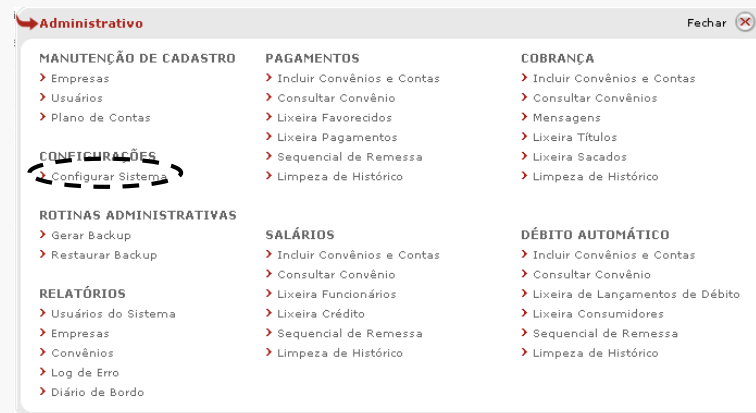 Administrativo
Fechar
MANUTENÇÃO DE CADASTRO
Empresas
Usuários
Plano de Contas
CONFIGURAÇÕES
Configurar Sistema
ROTINAS ADMINISTRATIVAS
Gerar Backup
Restaurar Backup
RELATÓRIOS
Usuários do Sistema
Empresas
Convênios
Log de Erro
Diário de Bordo
PAGAMENTOS
Incluir Convênios e Contas
Consultar Convênio
Lixeira Favorecidos
Lixeira Pagamentos
Sequencial de Remessa
Limpeza de Histórico
SALÁRIOS
Incluir Convênios e Contas
Consultar Convênio
Lixeira Funcionários
Lixeira Crédito
Sequencial de Remessa
Limpeza de Histórico
COBRANÇA
Incluir Convênios e Contas
Consultar Convênios
Mensagens
Lixeira Títulos
Lixeira Sacados
Limpeza de Histórico
DÉBITO AUTOMÁTICO
Incluir Convênios e Contas
Consultar Convênio
Lixeira de Lançamentos de Débito
Lixeira Consumidores
Sequencial de Remessa
Limpeza de Histórico